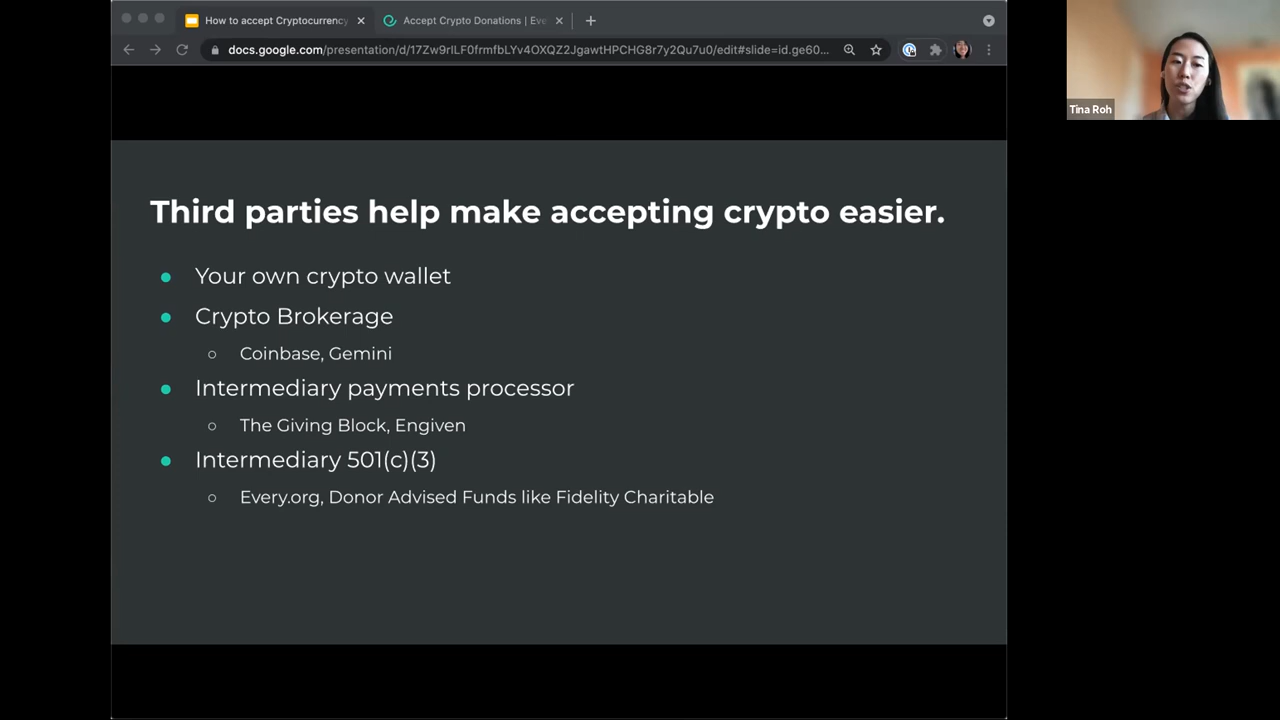 How to accept Cryptocurrency
Accept Crypto Donations | Eve
docs.google.com/presentation/d/17Zw9rILF0frmfbLYv4OXQZ2JgawtHPCHG8r7y2Qu7u0/edit#slide=id.ge60...
Tina Roh
Third parties help make accepting crypto easier.
Your own crypto wallet
Crypto Brokerage
Coinbase, Gemini
Intermediary payments processor
The Giving Block, Engiven
Intermediary 501(c)(3)
Every.org, Donor Advised Funds like Fidelity Charitable